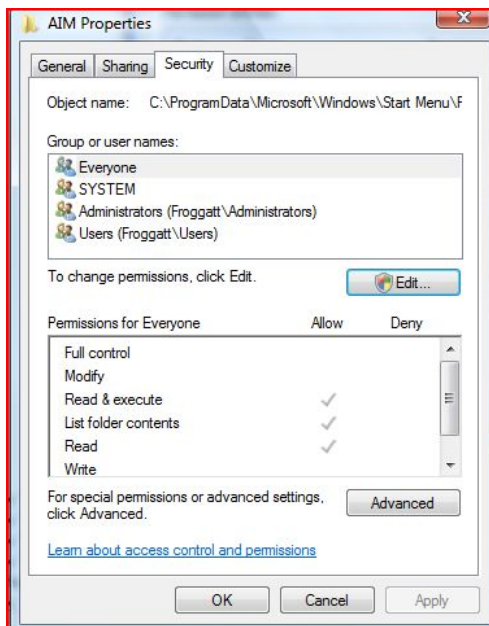 AIM Properties
General Sharing Security Customize
Object name: C:\ProgramData\Microsoft\Windows\Start Menu\F
Group or user names:
Everyone
SYSTEM
Administrators (Froggatt\Administrators)
Users (Froggatt\Users)
To change permissions, click Edit.
Edit...
Permissions for Everyone Allow Deny
Full control
Modify
Read & execute
List folder contents
Read
Write
For special permissions or advanced settings,
click Advanced.
Advanced
Learn about access control and permissions
OK Cancel Apply